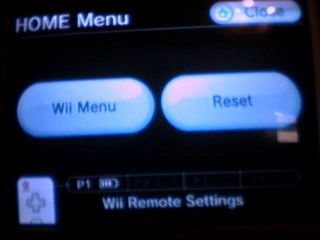 HOME Menu
Close
Wii Menu
Reset
P1
Wii Remote Settings